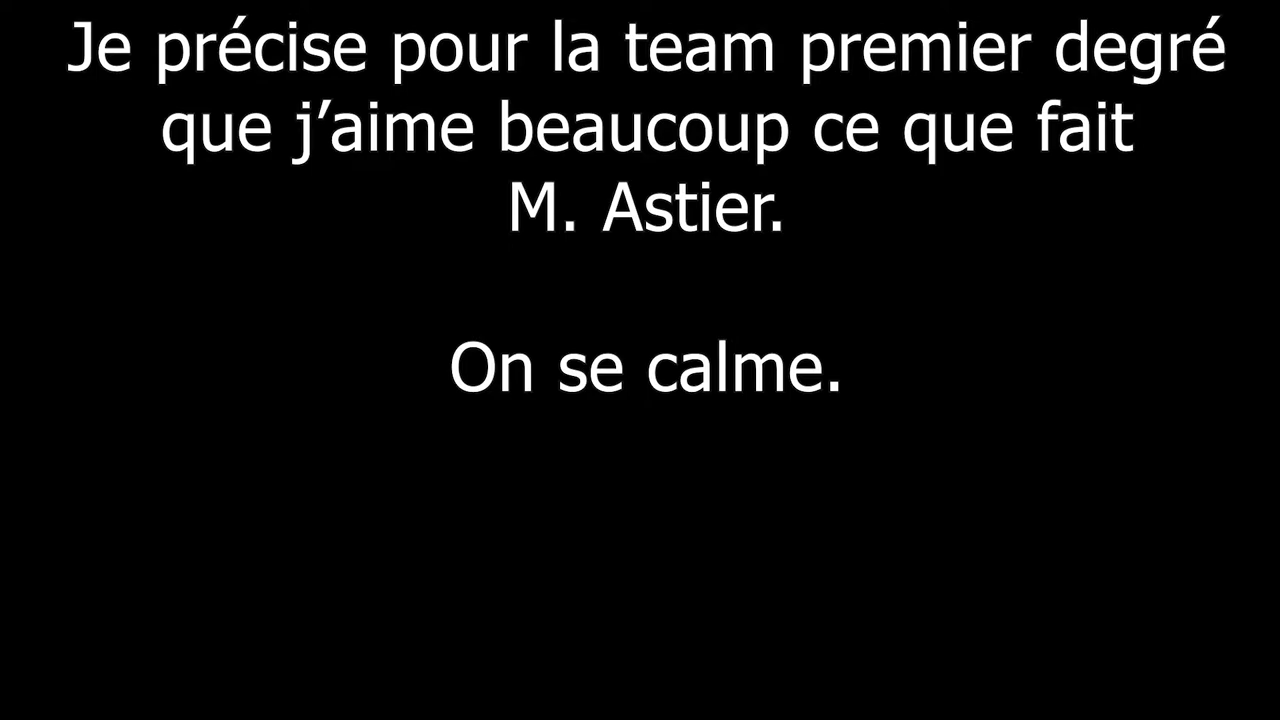 Je précise pour la team premier degré
que j’aime beaucoup ce que fait
M. Astier.
On se calme.